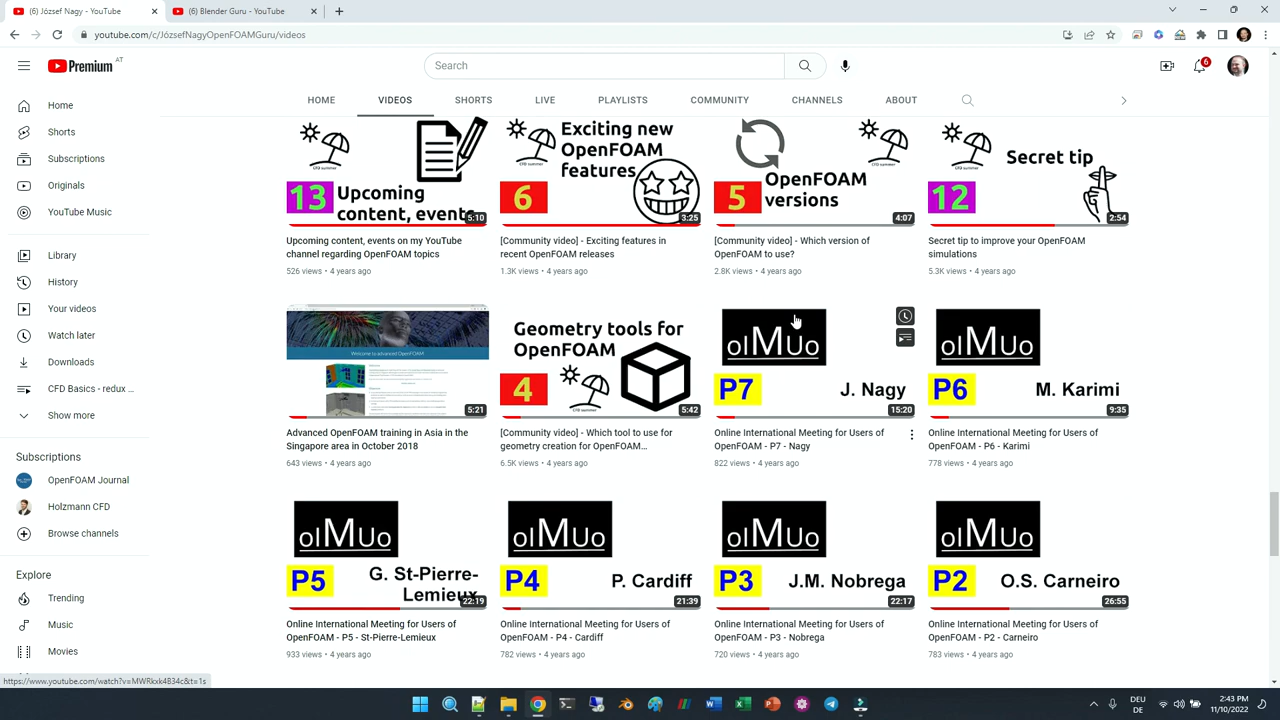 (6) József Nagy - YouTube
(6) Blender Guru - YouTube
youtube.com/c/JózsefNagyOpenFOAMGuru/videos
Premium AT
Search
6
HOME VIDEOS SHORTS LIVE PLAYLISTS COMMUNITY CHANNELS ABOUT
Home
Shorts
Subscriptions
Originals
YouTube Music
Library
History
Your videos
Watch later
Downloads
CFD Basics - redux ...
Show more
Subscriptions
OpenFOAM Journal
Holzmann CFD
Browse channels
Explore
Trending
Music
Movies
CFD summer
13
Upcoming
content, events
5:10
Upcoming content, events on my YouTube
channel regarding OpenFOAM topics
526 views • 4 years ago
CFD summer
Exciting new
OpenFOAM
features
6
3:25
[Community video] - Exciting features in
recent OpenFOAM releases
1.3K views • 4 years ago
CFD summer
5
OpenFOAM
versions
4:07
[Community video] - Which version of
OpenFOAM to use?
2.8K views • 4 years ago
CFD summer
Secret tip
12
2:54
Secret tip to improve your OpenFOAM
simulations
5.3K views • 4 years ago
Welcome to advanced OpenFOAM
5:21
Advanced OpenFOAM training in Asia in the
Singapore area in October 2018
643 views • 4 years ago
Geometry tools for
OpenFOAM
4
CFD summer
5:42
[Community video] - Which tool to use for
geometry creation for OpenFOAM...
6.5K views • 4 years ago
oIMUo
P7
J. Nagy
15:20
Online International Meeting for Users of
OpenFOAM - P7 - Nagy
822 views • 4 years ago
oIMUo
P6
M. Karimi
9:35
Online International Meeting for Users of
OpenFOAM - P6 - Karimi
778 views • 4 years ago
oIMUo
P5
G. St-Pierre-
Lemieux
22:19
Online International Meeting for Users of
OpenFOAM - P5 - St-Pierre-Lemieux
933 views • 4 years ago
oIMUo
P4
P. Cardiff
21:39
Online International Meeting for Users of
OpenFOAM - P4 - Cardiff
782 views • 4 years ago
oIMUo
P3
J.M. Nobrega
22:17
Online International Meeting for Users of
OpenFOAM - P3 - Nobrega
720 views • 4 years ago
oIMUo
P2
O.S. Carneiro
26:55
Online International Meeting for Users of
OpenFOAM - P2 - Carneiro
783 views • 4 years ago
https://www.youtube.com/watch?v=MWRkxk4B34c&t=1s
DEU
DE
2:43 PM
11/10/2022